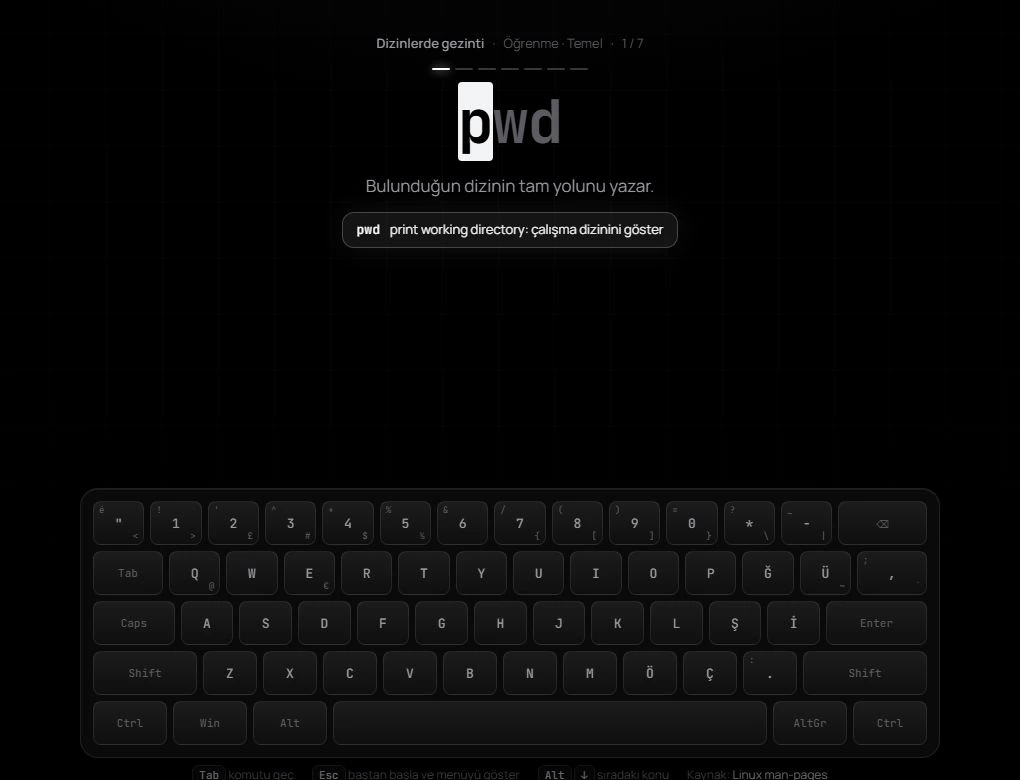 Dizinlerde gezinti · Öğrenme · Temel · 1 / 7
pwd
Bulunduğun dizinin tam yolunu yazar.
pwd print working directory: çalışma dizinini göster
é " < ! 1 > ' 2 £ ^ 3 # + 4 $ % 5 ½ & 6 / 7 { ( 8 [ ) 9 ] = 0 } ? * \ _ - | ⌫
Tab Q @ W E € R T Y U I O P Ğ Ü ~ ; , `
Caps A S D F G H J K L Ş İ Enter
Shift Z X C V B N M Ö Ç : . Shift
Ctrl Win Alt AltGr Ctrl
Tab komutu geç Esc baştan başla ve menüyü göster Alt ↓ sıradaki konu Kaynak: Linux man-pages